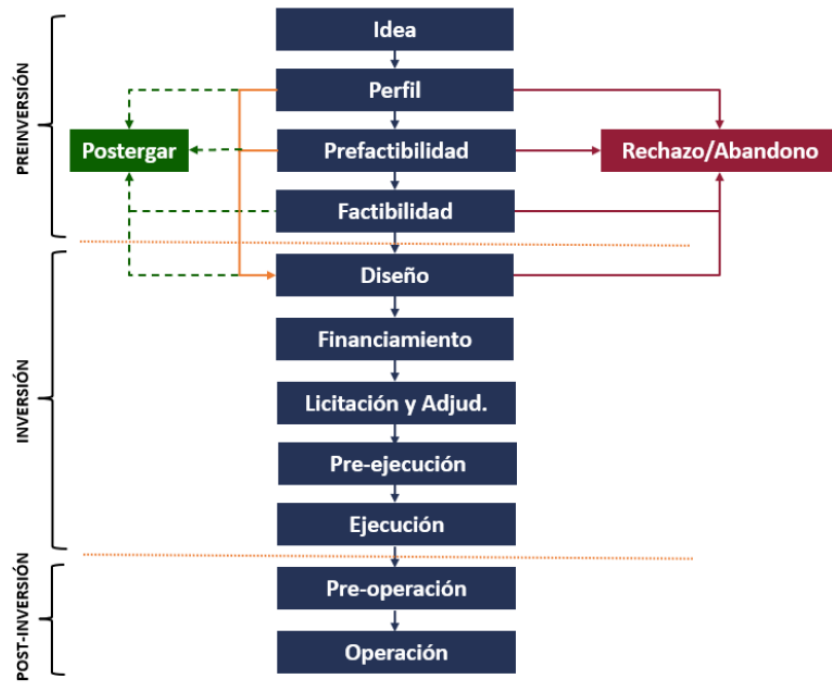 PREINVERSIÓN
Idea
Perfil
Postergar
Prefactibilidad
Rechazo/Abandono
Factibilidad
INVERSIÓN
Diseño
Financiamiento
Licitación y Adjud.
Pre-ejecución
Ejecución
POST-INVERSIÓN
Pre-operación
Operación